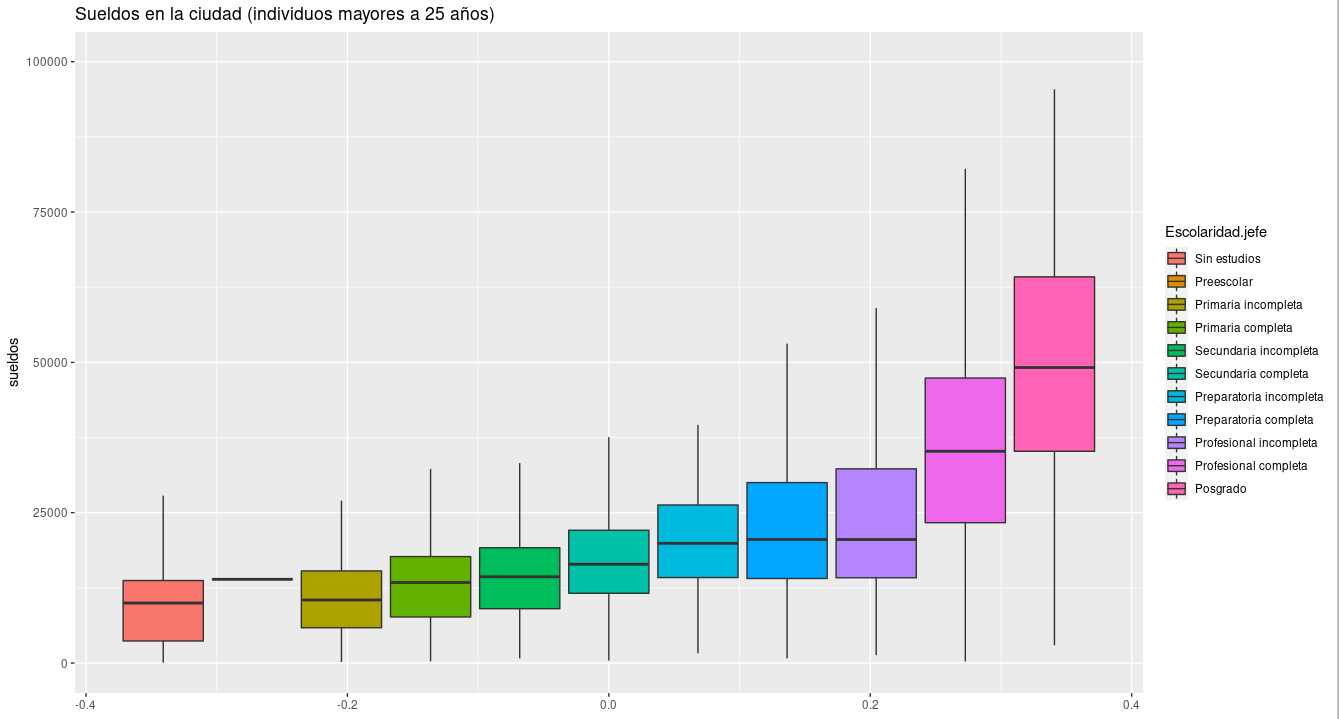 Sueldos en la ciudad (individuos mayores a 25 años)
100000
75000
50000
25000
0
sueldos
-0.4
-0.2
0.0
0.2
0.4
Escolaridad.jefe
Sin estudios
Preescolar
Primaria incompleta
Primaria completa
Secundaria incompleta
Secundaria completa
Preparatoria incompleta
Preparatoria completa
Profesional incompleta
Profesional completa
Posgrado